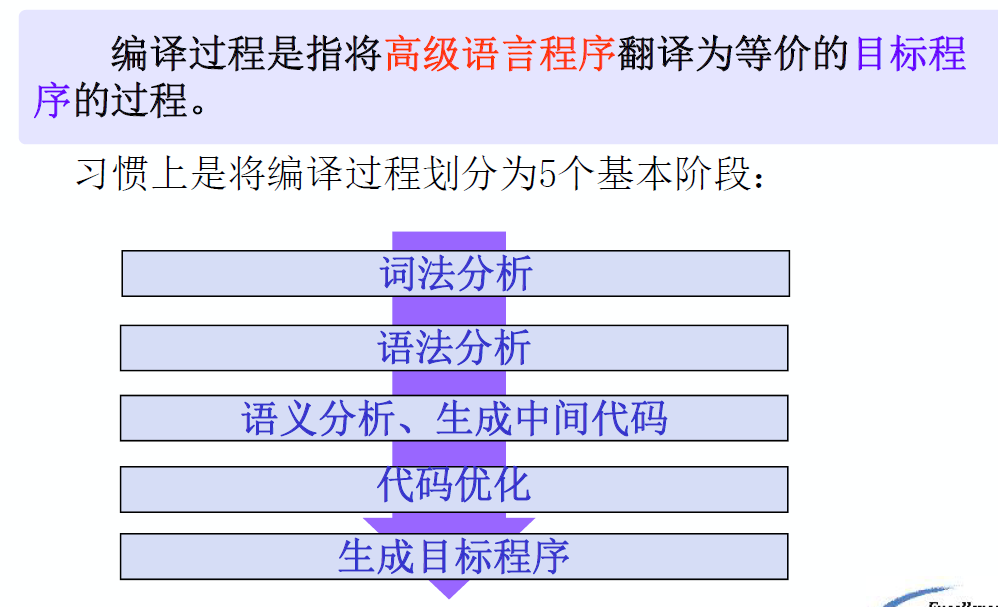 编译过程是指将高级语言程序翻译为等价的目标程
序的过程。
习惯上是将编译过程划分为5个基本阶段：
词法分析
语法分析
语义分析、生成中间代码
代码优化
生成目标程序